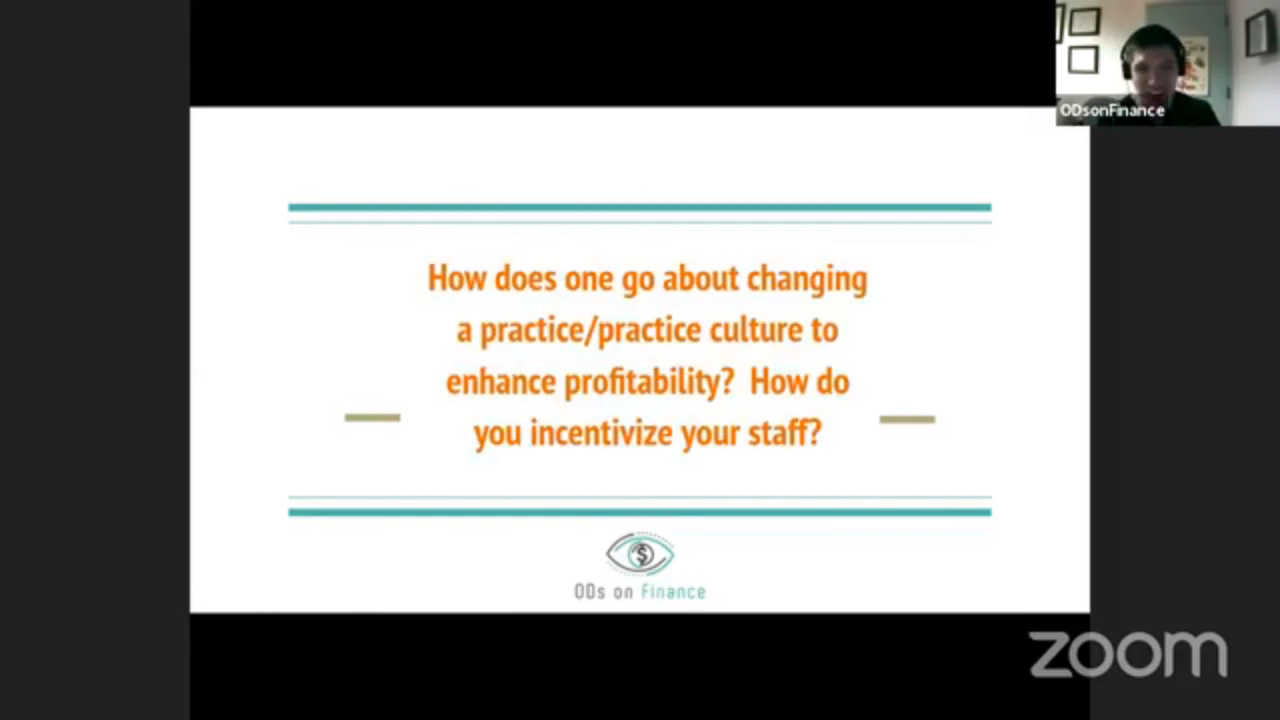 ODsonFinance
How does one go about changing
a practice/practice culture to
enhance profitability? How do
you incentivize your staff?
$
ODs on Finance
zoom